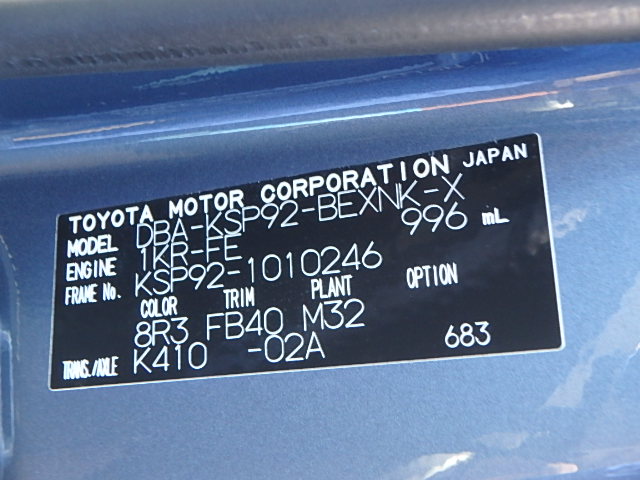 TOYOTA MOTOR CORPORATION JAPAN
MODEL DBA-KSP92-BEXNK-X
ENGINE 1KR-FE 996 mL
FRAME No. KSP92-1010246
COLOR TRIM PLANT OPTION
8R3 FB40 M32
TRANS./AXLE K410 -02A 683